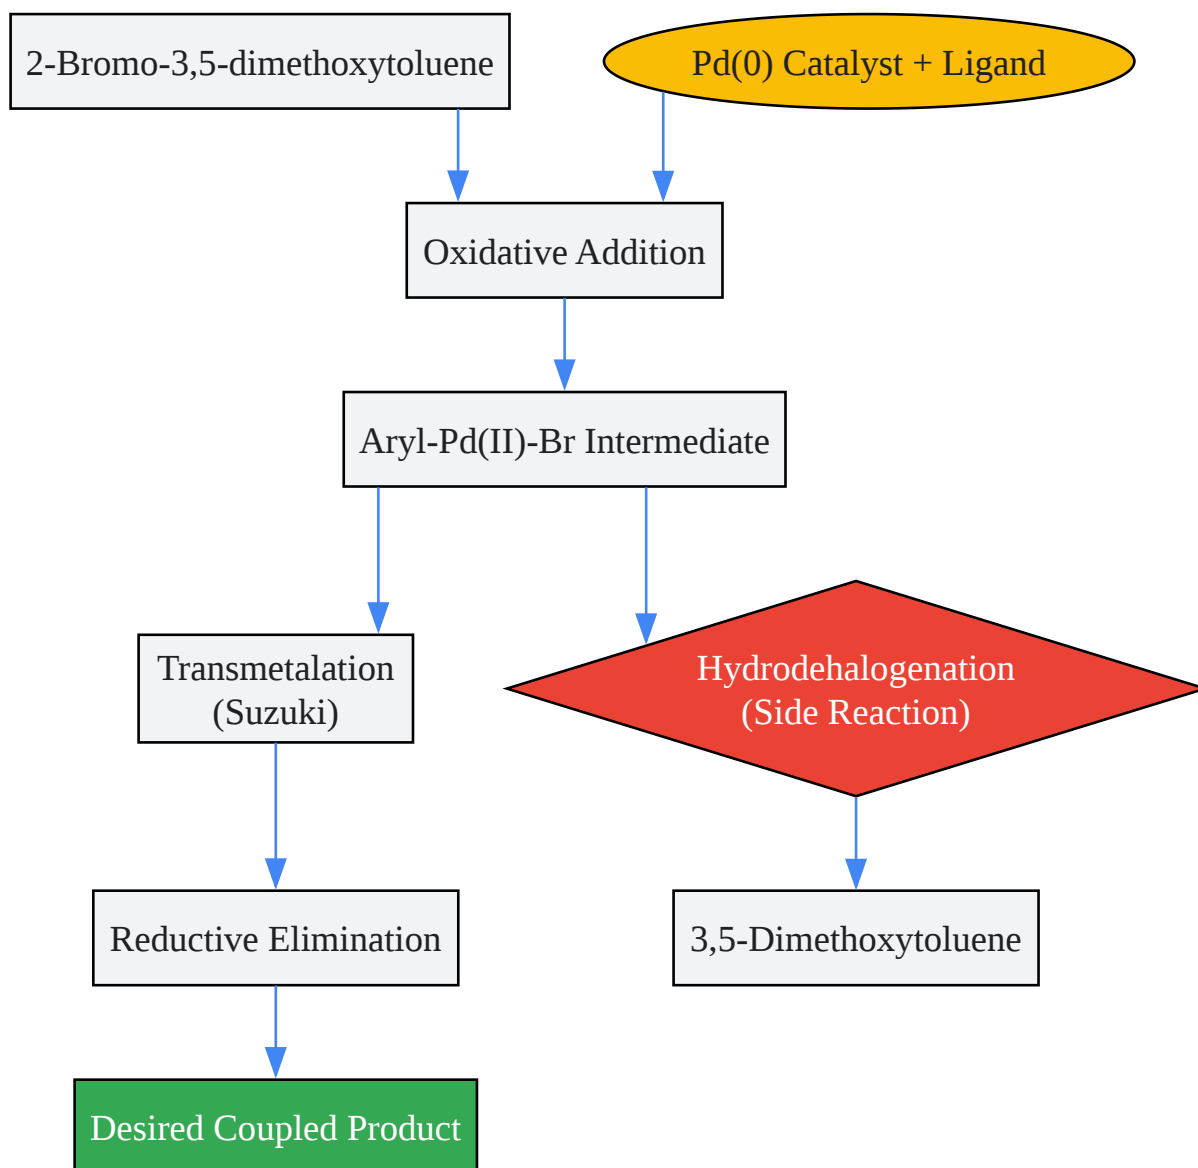 2-Bromo-3,5-dimethoxytoluene
Pd(0) Catalyst + Ligand
Oxidative Addition
Aryl-Pd(II)-Br Intermediate
Transmetalation
(Suzuki)
Hydrodehalogenation
(Side Reaction)
Reductive Elimination
3,5-Dimethoxytoluene
Desired Coupled Product